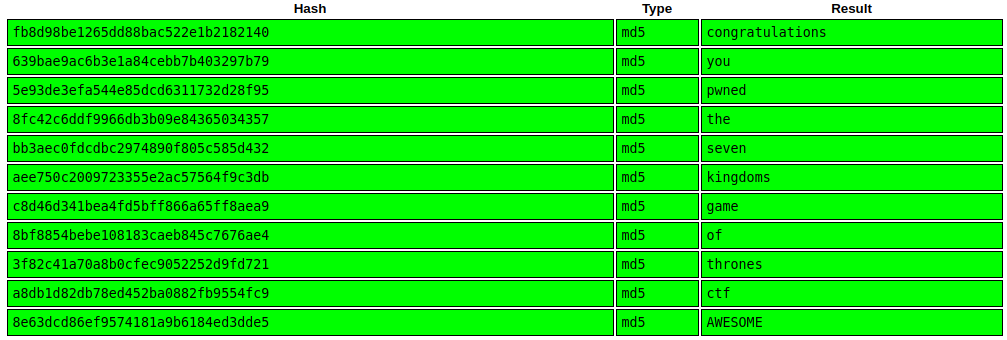 Hash Type Result
fb8d98be1265dd88bac522e1b2182140 md5 congratulations
639bae9ac6b3e1a84cebb7b403297b79 md5 you
5e93de3efa544e85dcd6311732d28f95 md5 pwned
8fc42c6ddf9966db3b09e84365034357 md5 the
bb3aec0fdcdbc2974890f805c585d432 md5 seven
aee750c2009723355e2ac57564f9c3db md5 kingdoms
c8d46d341bea4fd5bff866a65ff8aea9 md5 game
8bf8854bebe108183caeb845c7676ae4 md5 of
3f82c41a70a8b0cfec9052252d9fd721 md5 thrones
a8db1d82db78ed452ba0882fb9554fc9 md5 ctf
8e63dcd86ef9574181a9b6184ed3dde5 md5 AWESOME